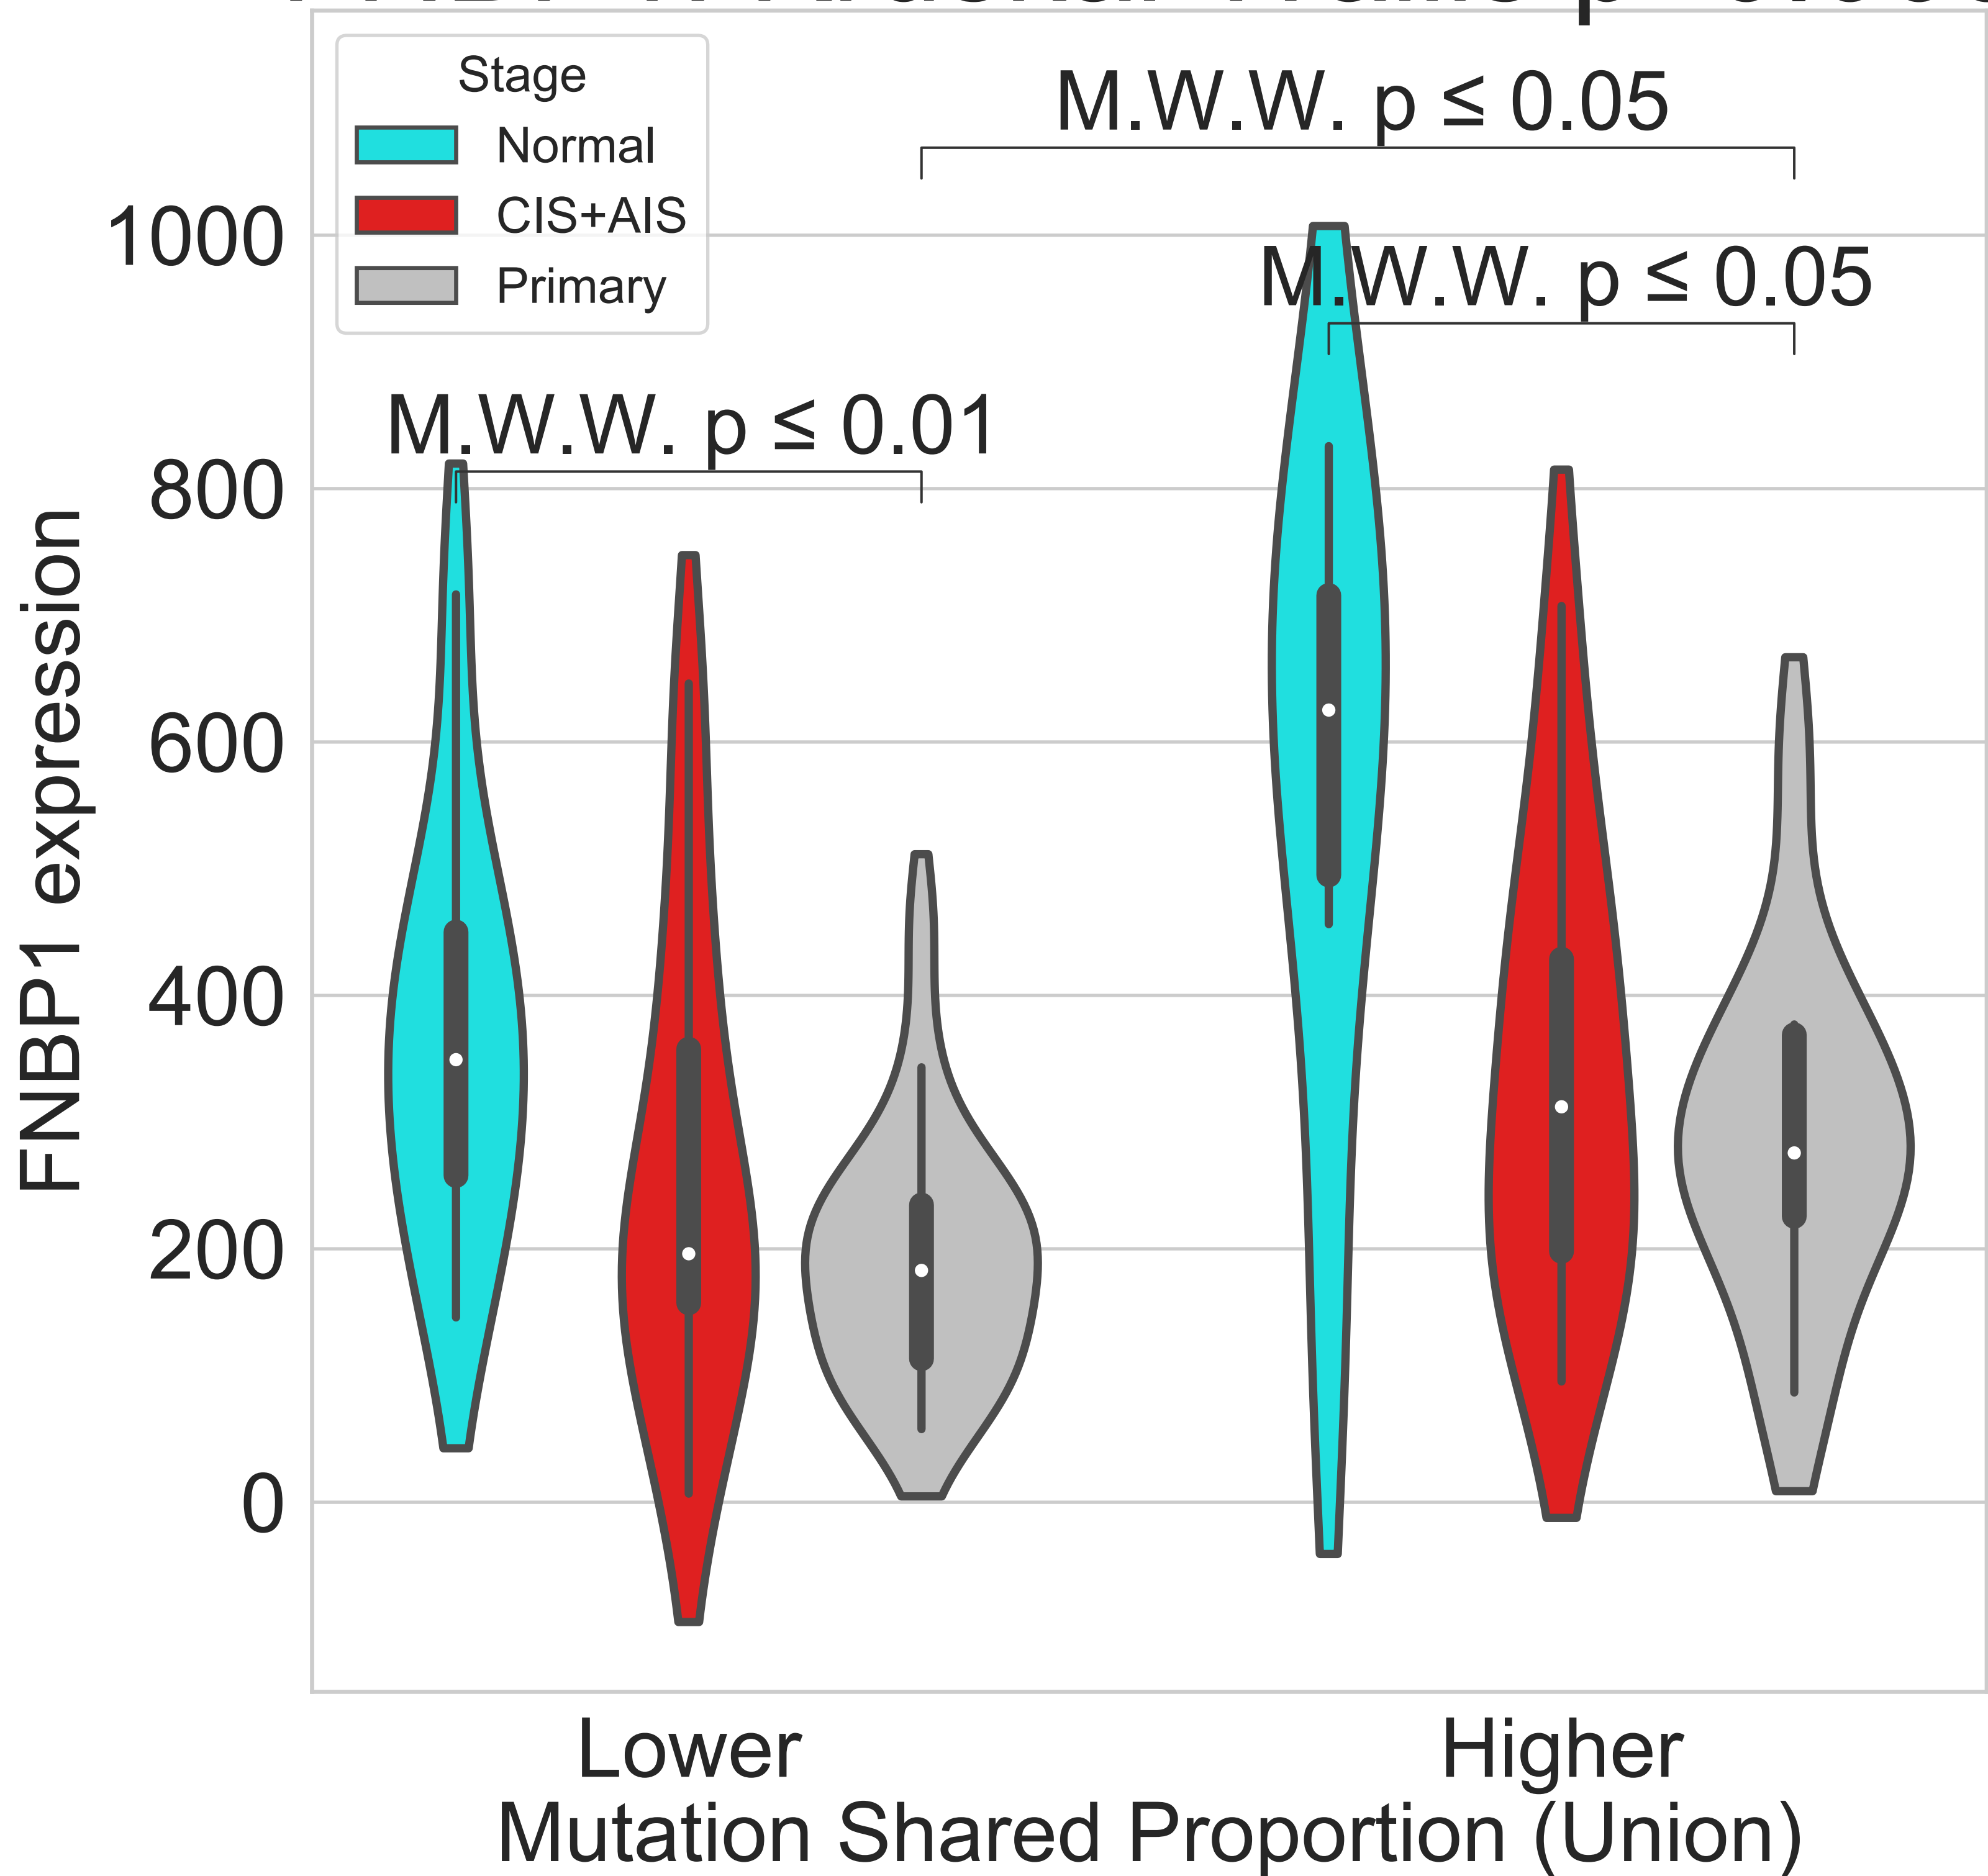 M.W.W. p ≤ 0.05
Stage
Normal
CIS+AIS
Primary
M.W.W. p ≤ 0.05
M.W.W. p ≤ 0.01
1000
800
600
400
200
0
FNBP1 expression
Lower
Higher
Mutation Shared Proportion (Union)